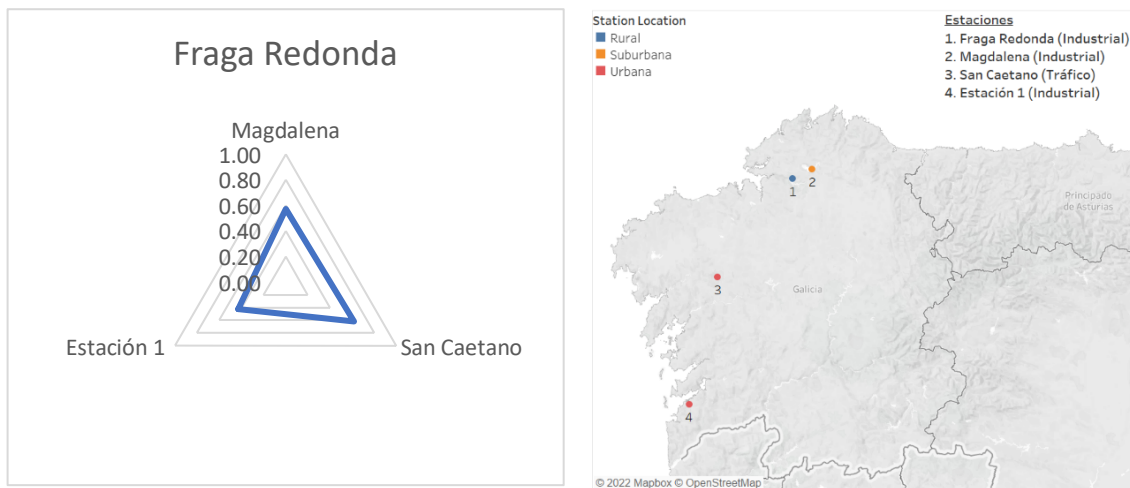 Fraga Redonda
Magdalena
1.00
0.80
0.60
0.40
0.20
0.00
Estación 1
San Caetano
Station Location
Rural
Suburbana
Urbana
Estaciones
1. Fraga Redonda (Industrial)
2. Magdalena (Industrial)
3. San Caetano (Tráfico)
4. Estación 1 (Industrial)
1
2
Principado
de Asturias
3
Galicia
4
© 2022 Mapbox © OpenStreetMap